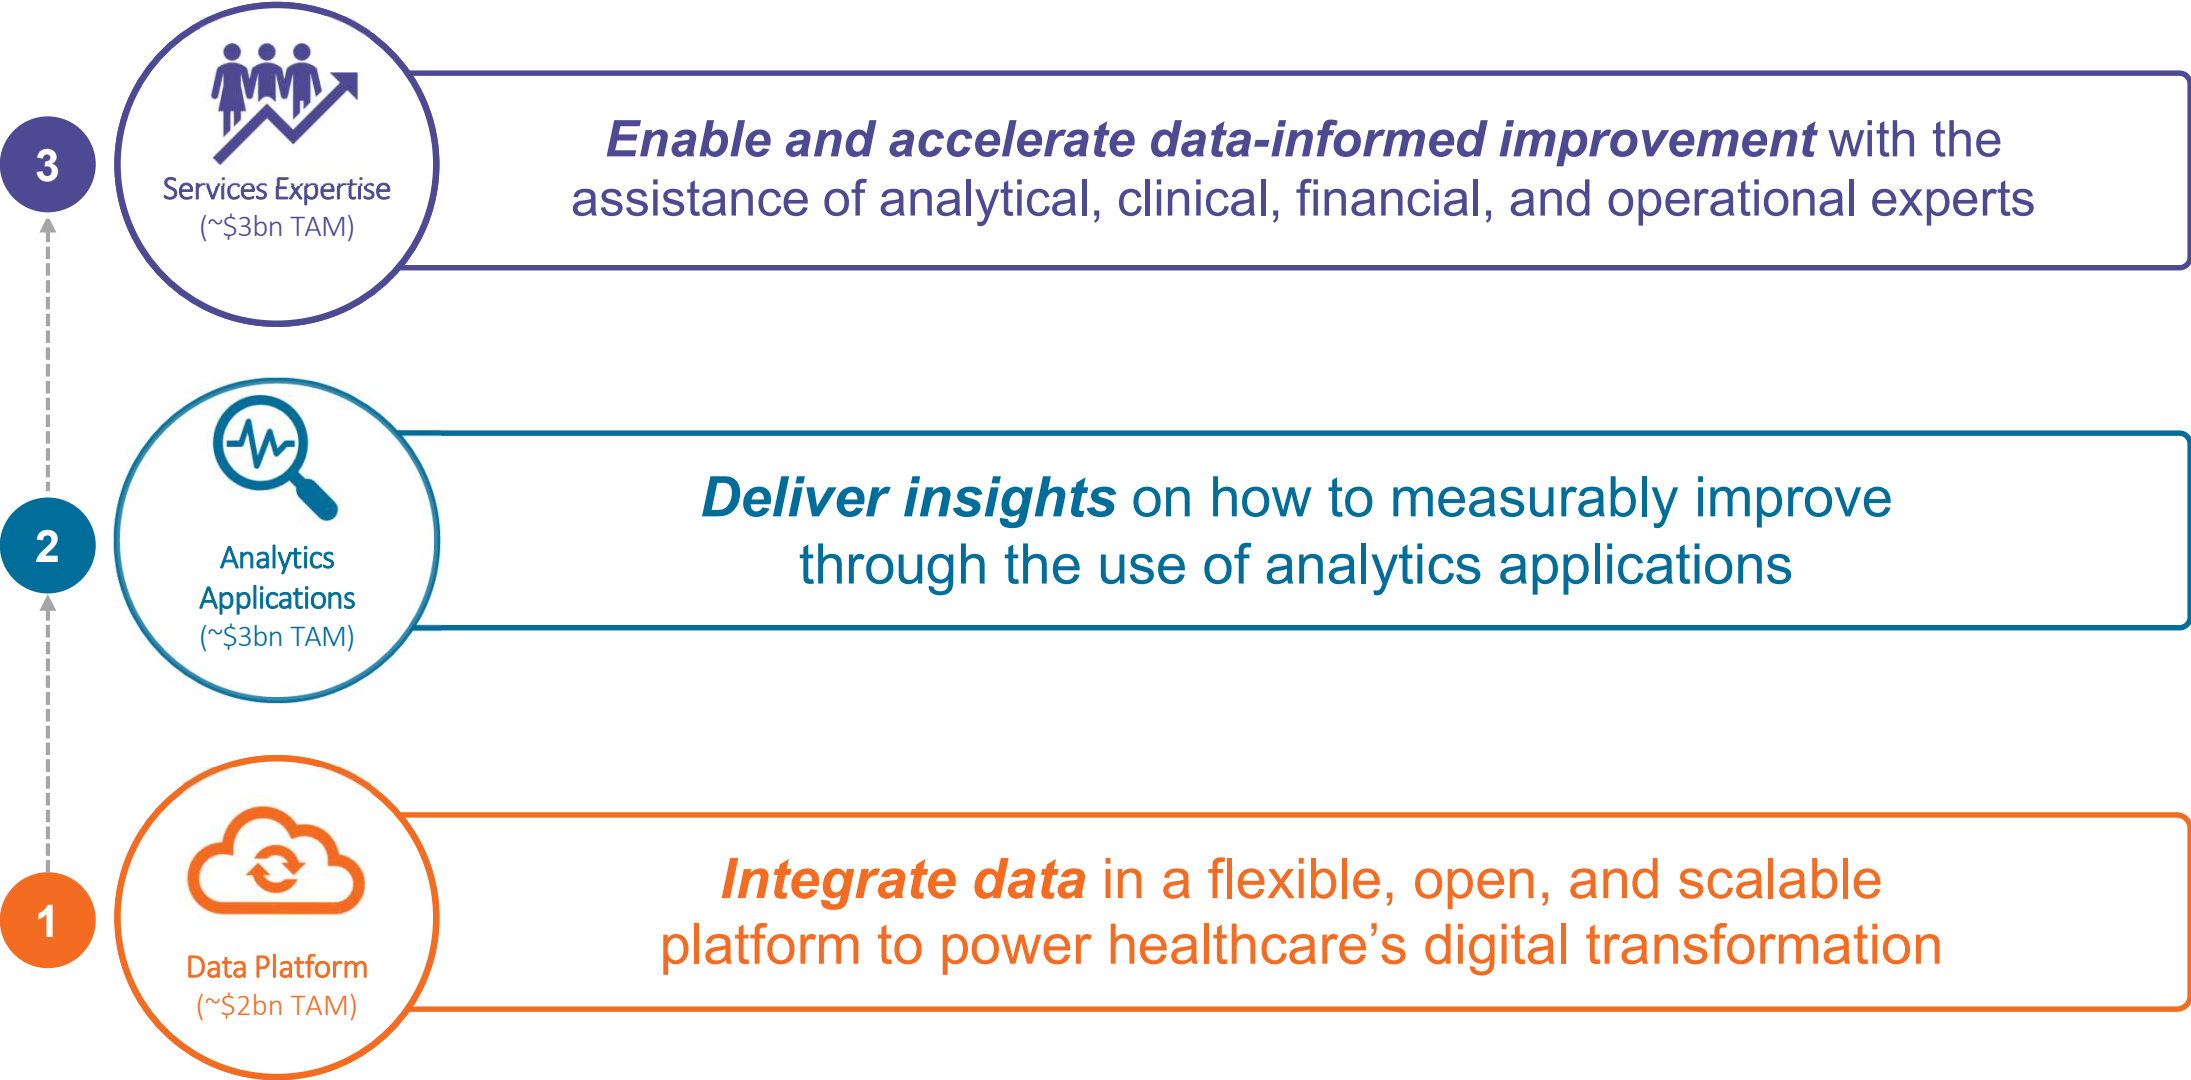 3
Services Expertise
(~$3bn TAM)
Enable and accelerate data-informed improvement with the
assistance of analytical, clinical, financial, and operational experts
2
Analytics
Applications
(~$3bn TAM)
Deliver insights on how to measurably improve
through the use of analytics applications
1
Data Platform
(~$2bn TAM)
Integrate data in a flexible, open, and scalable
platform to power healthcare’s digital transformation